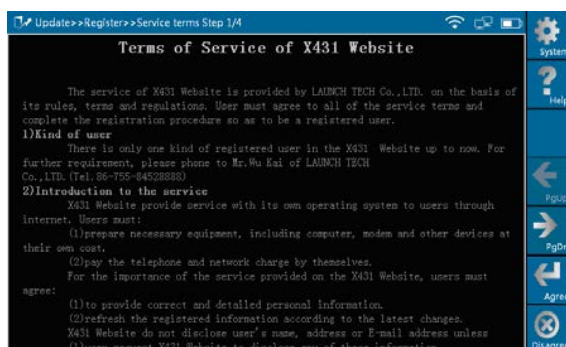 Update>>Register>>Service terms Step 1/4
Terms of Service of X431 Website
The service of X431 Website is provided by LAUNCH TECH Co.,LTD. on the basis of
its rules, terms and regulations. User must agree to all of the service terms and
complete the registration procedure so as to be a registered user.
1)Kind of user
There is only one kind of registered user in the X431 Website up to now. For
further requirement, please phone to Mr.Wu Kai of LAUNCH TECH
Co.,LTD.(Tel.86-755-84528888)
2)Introduction to the service
X431 Website provide service with its own operating system to users through
internet. Users must:
(1)prepare necessary equipment, including computer, modem and other devices at
their own cost.
(2)pay the telephone and network charge by themselves.
For the importance of the service provided on the X431 Website, users must
agree:
(1)to provide correct and detailed personal information.
(2)refresh the registered information according to the latest changes.
X431 Website do not disclose user's name, address or E-mail address unless
System
Help
PgUp
PgDn
Agree
Disagree